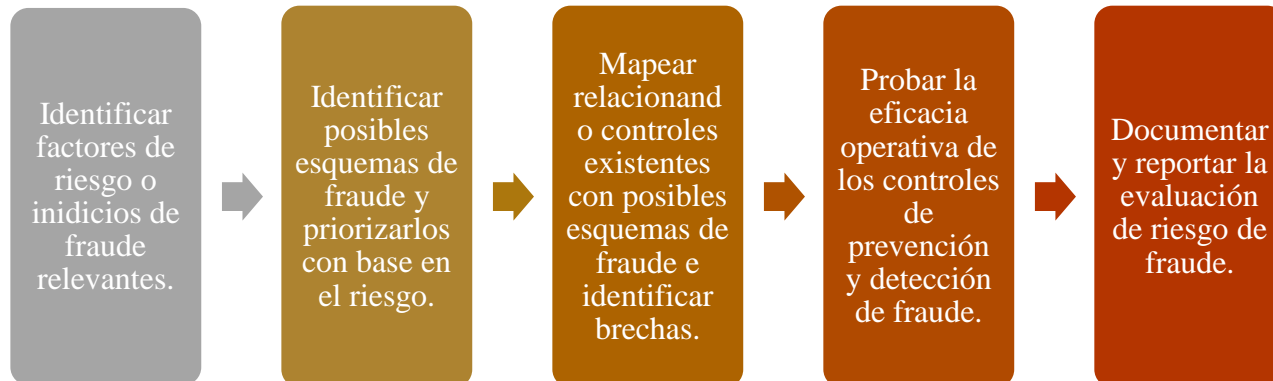 Identificar
factores de
riesgo o
inidicios de
fraude
relevantes.
Identificar
posibles
esquemas de
fraude y
priorizarlos
con base en
el riesgo.
Mapear
relacionand
o controles
existentes
con posibles
esquemas de
fraude e
identificar
brechas.
Probar la
eficacia
operativa de
los controles
de
prevención
y detección
de fraude.
Documentar
y reportar la
evaluación
de riesgo de
fraude.